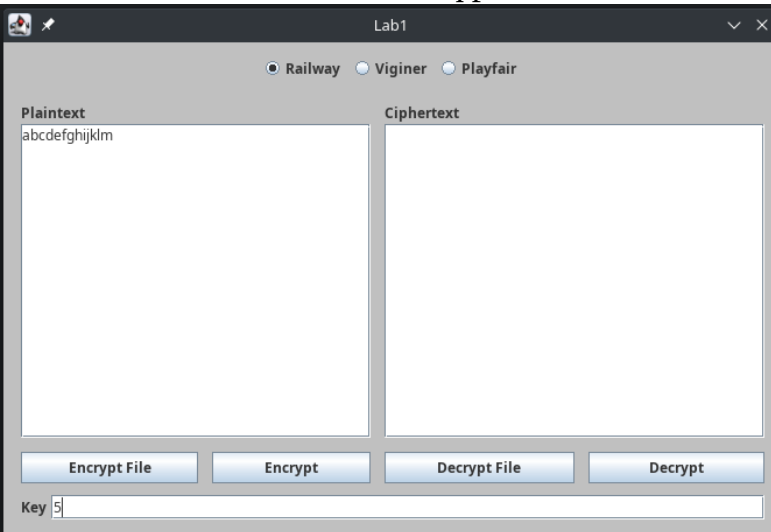 Lab1
Railway Viginer Playfair
Plaintext Ciphertext
abcdefghijklm
Encrypt File Encrypt Decrypt File Decrypt
Key 5